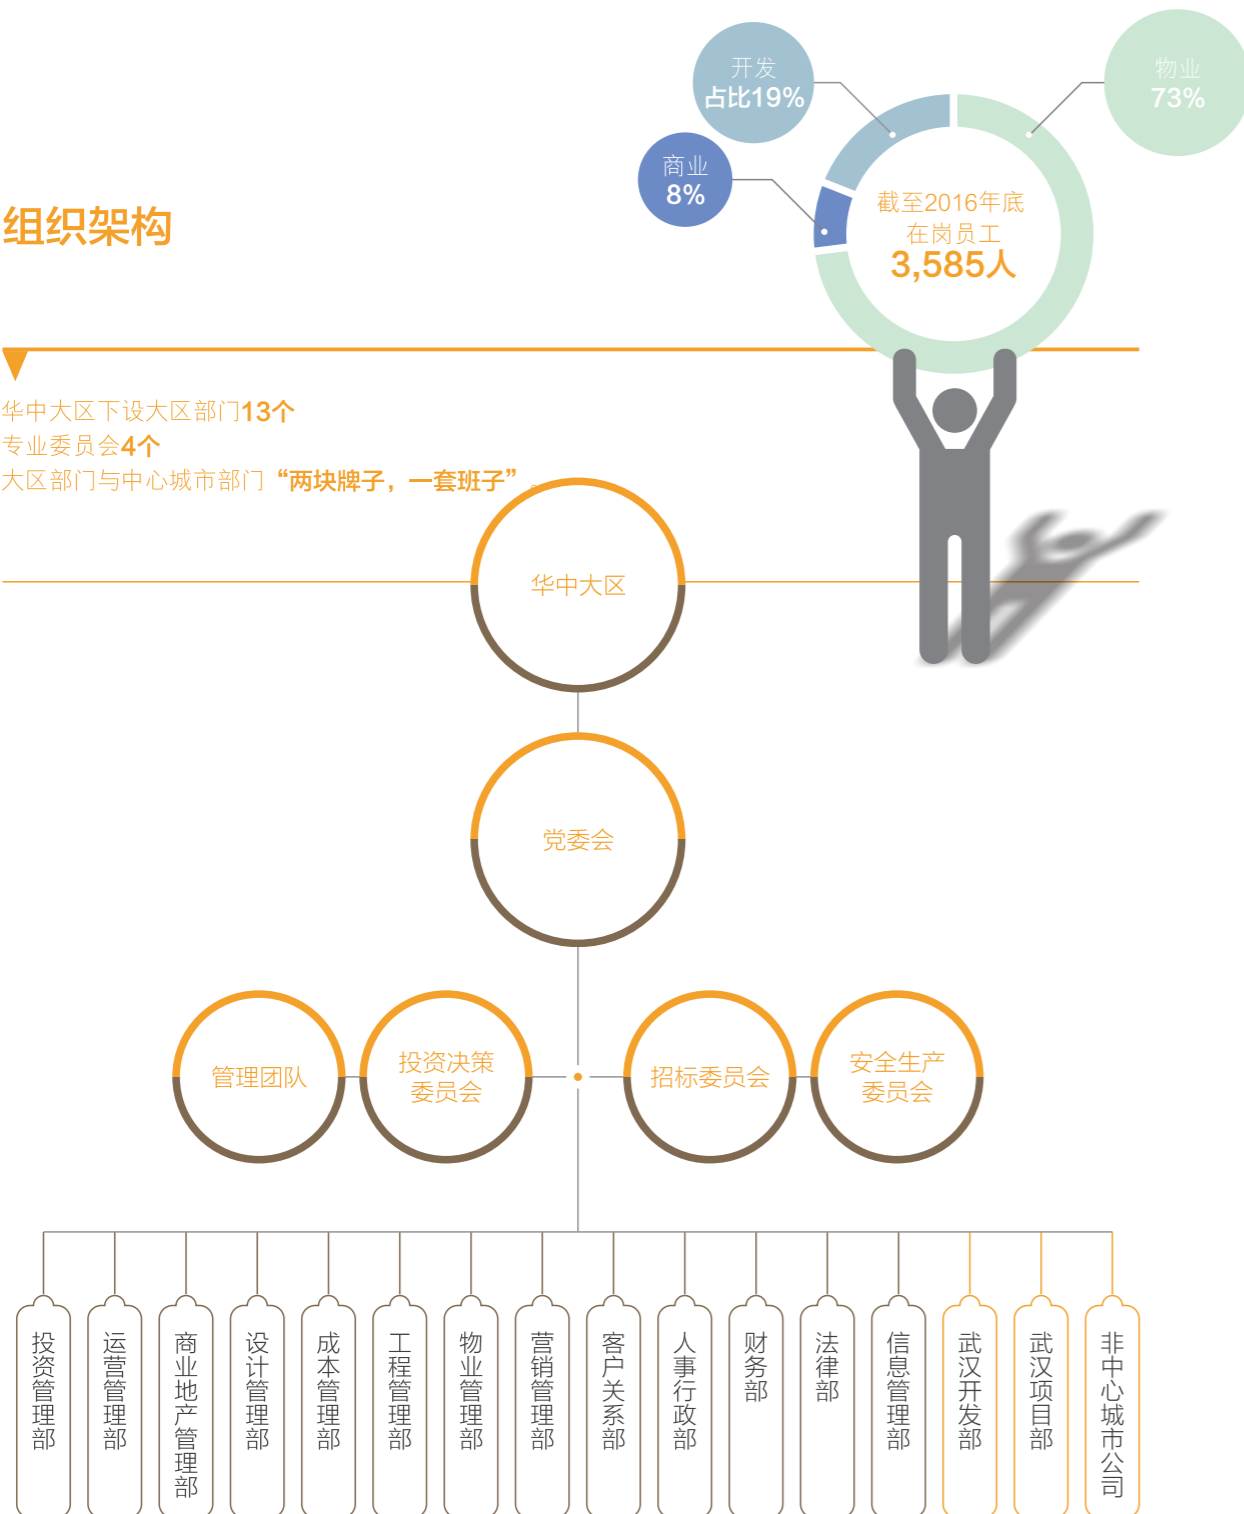 开发
占比19%
物业
73%
商业
8%
截至2016年底
在岗员工
3,585人
组织架构
华中大区下设大区部门13个
专业委员会4个
大区部门与中心城市部门“两块牌子，一套班子”。
华中大区
党委会
管理团队
投资决策
委员会
招标委员会
安全生产
委员会
投资管理部
运营管理部
商业地产管理部
设计管理部
成本管理部
工程管理部
物业管理部
营销管理部
客户关系部
人事行政部
财务部
法律部
信息管理部
武汉开发部
武汉项目部
非中心城市公司